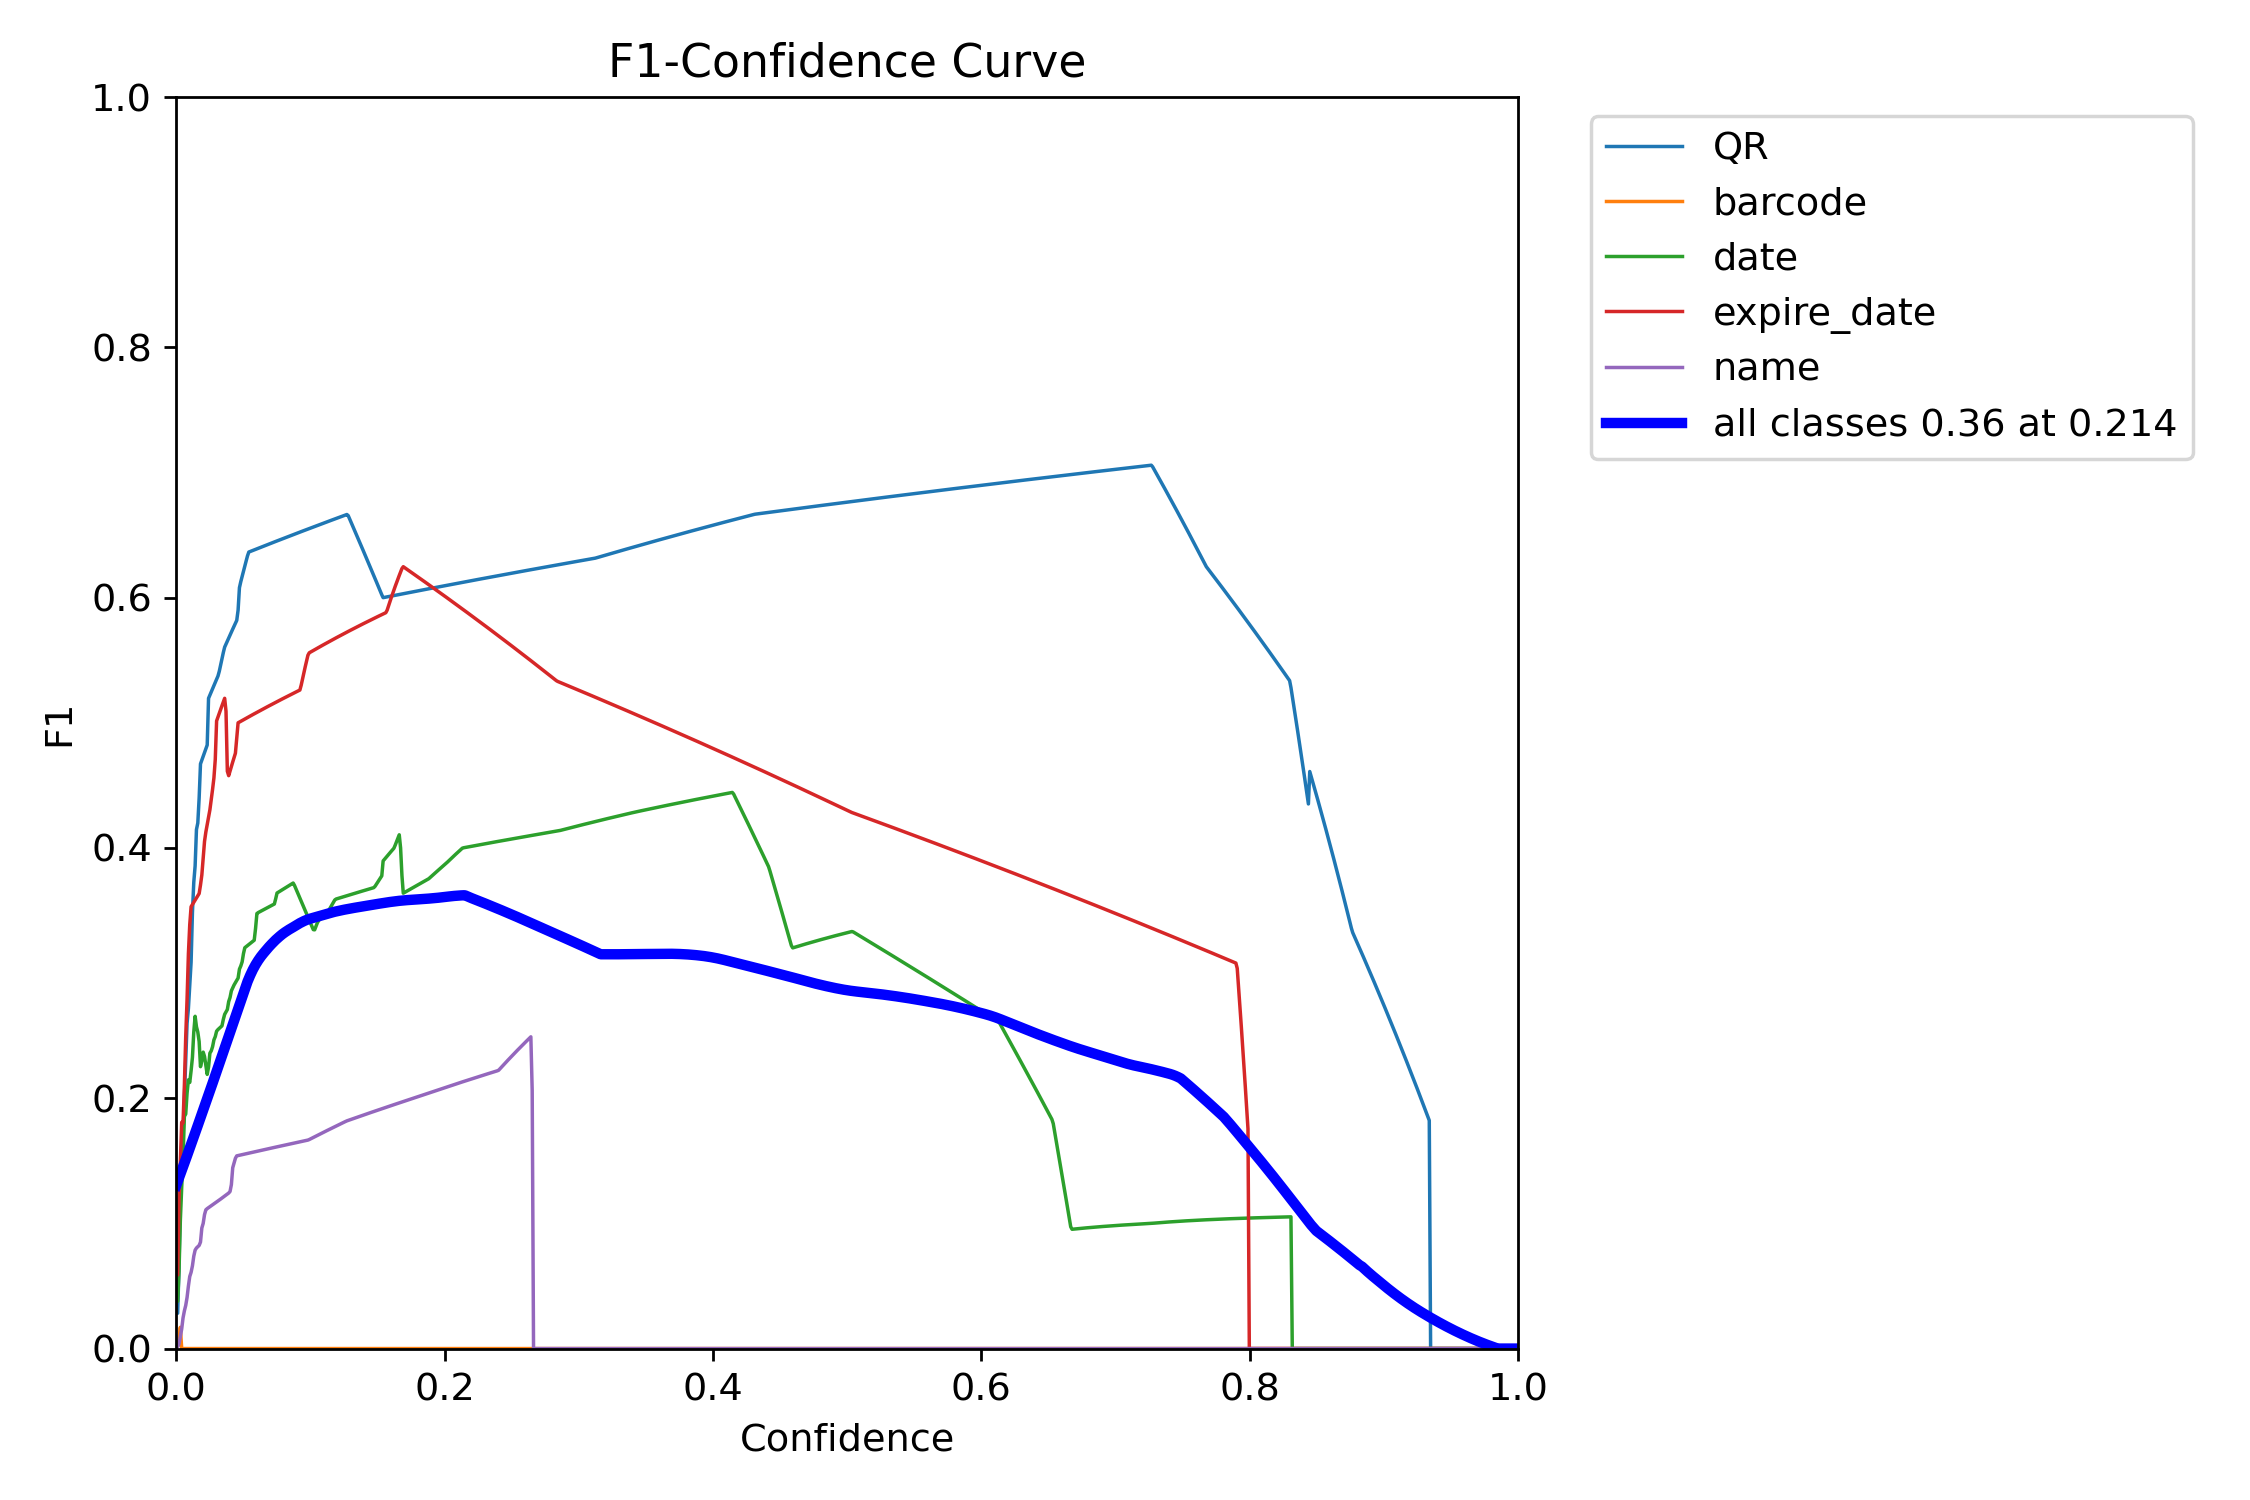 F1-Confidence Curve
1.0
0.8
0.6
0.4
0.2
0.0
F1
0.0 0.2 0.4 0.6 0.8 1.0
Confidence
QR
barcode
date
expire_date
name
all classes 0.36 at 0.214